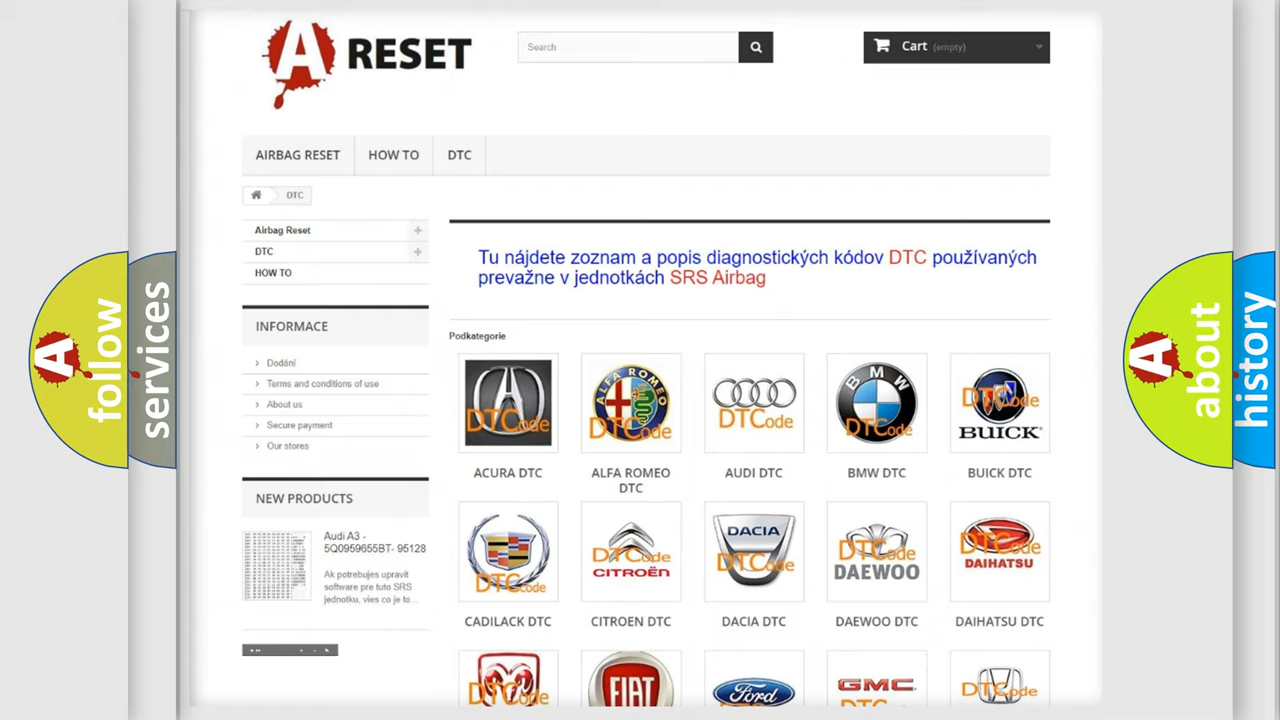 A RESET
Search
Cart (empty)
AIRBAG RESET
HOW TO
DTC
DTC
Airbag Reset
DTC
HOW TO
Tu nájdete zoznam a popis diagnostických kódov DTC používaných
prevažne v jednotkách SRS Airbag
INFORMACE
Dodání
Terms and conditions of use
About us
Secure payment
Our stores
Podkategorie
DTCode
ALFA ROMEO
DTCode
DTCode
BMW
DTCode
DTCode
BUICK
ACURA DTC
ALFA ROMEO
DTC
AUDI DTC
BMW DTC
BUICK DTC
NEW PRODUCTS
Audi A3 -
5Q0959655BT- 95128
Ak potrebujes upravit
software pre tuto SRS
jednotku, vies co je to...
DTCode
DTCode
CITROËN
DACIA
DTCode
DTCode
DAEWOO
DTCode
DAIHATSU
CADILACK DTC
CITROEN DTC
DACIA DTC
DAEWOO DTC
DAIHATSU DTC
DTCode
FIAT
Ford
DTCode
GMC
DTCode
A follow
services
A about
history